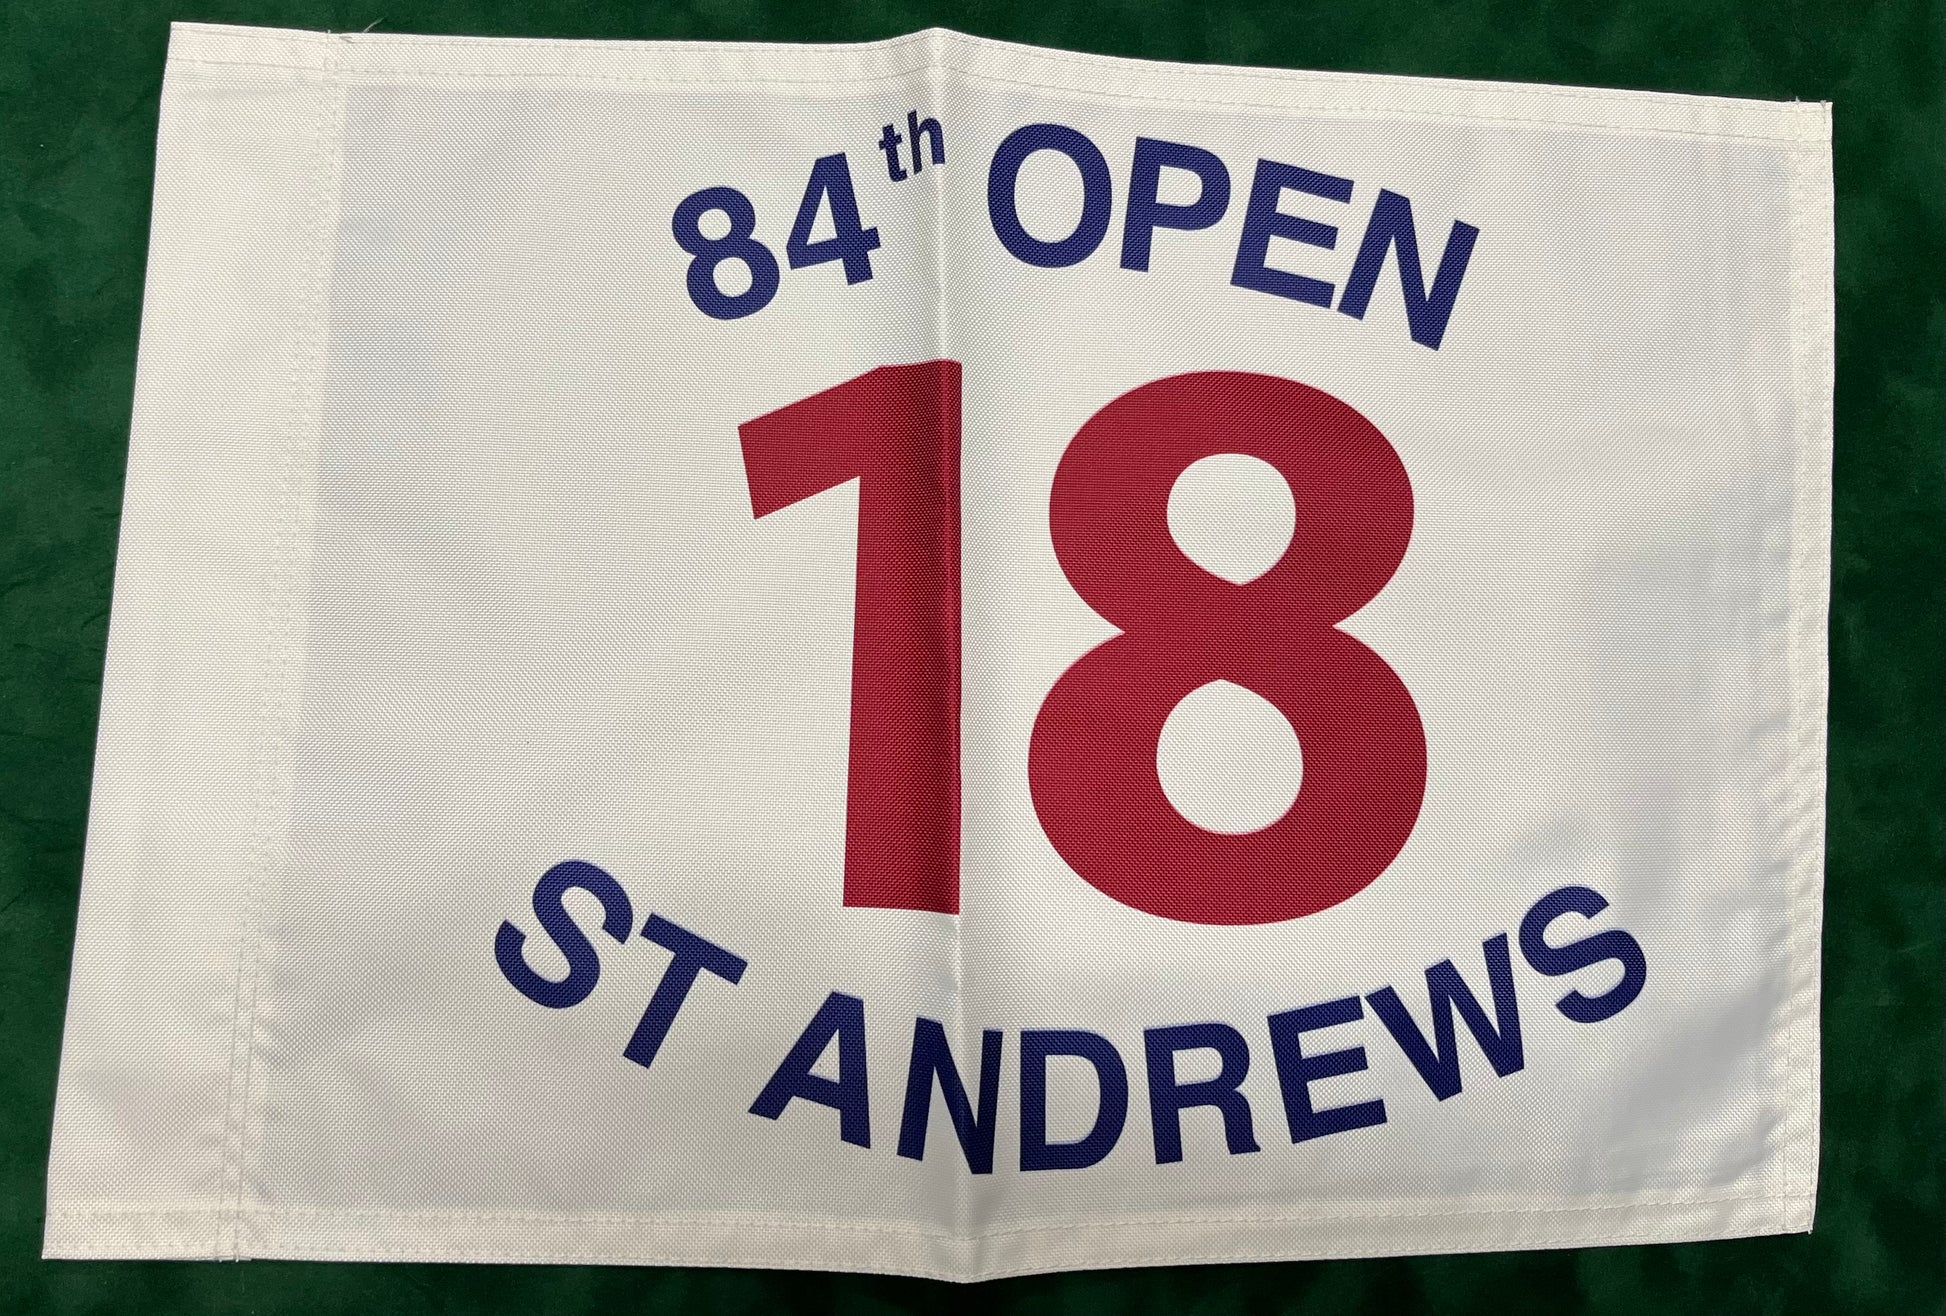 84th OPEN
18
ST ANDREWS